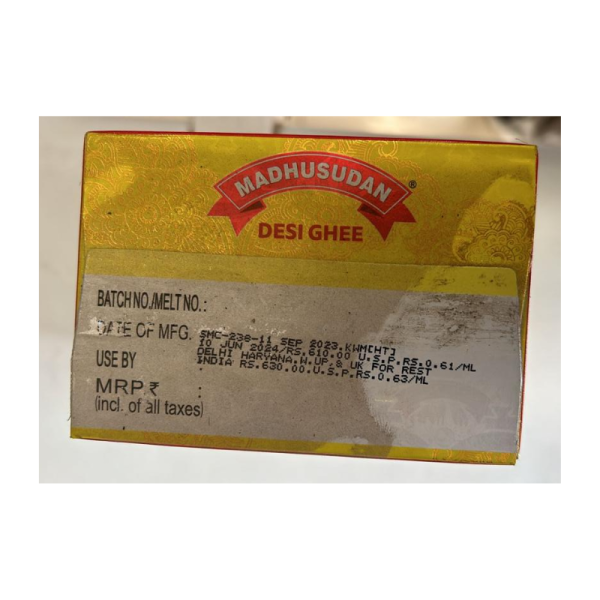 MADHUSUDAN ®
DESI GHEE
BATCH NO./MELT NO. :
DATE OF MFG.
USE BY
MRP ₹ :
(incl. of all taxes)
SMC-238-11 SEP 2023.KWM[HT]
10 JUN 2024/RS.610.00 U.S.P.RS.0.61/ML
DELHI HARYANA.W.UP & UK FOR REST
INDIA RS.630.00.U.S.P.RS.0.63/ML